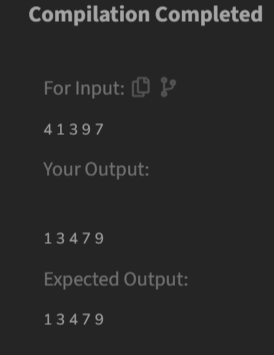 Compilation Completed
For Input:
4 1 3 9 7
Your Output:
1 3 4 7 9
Expected Output:
1 3 4 7 9